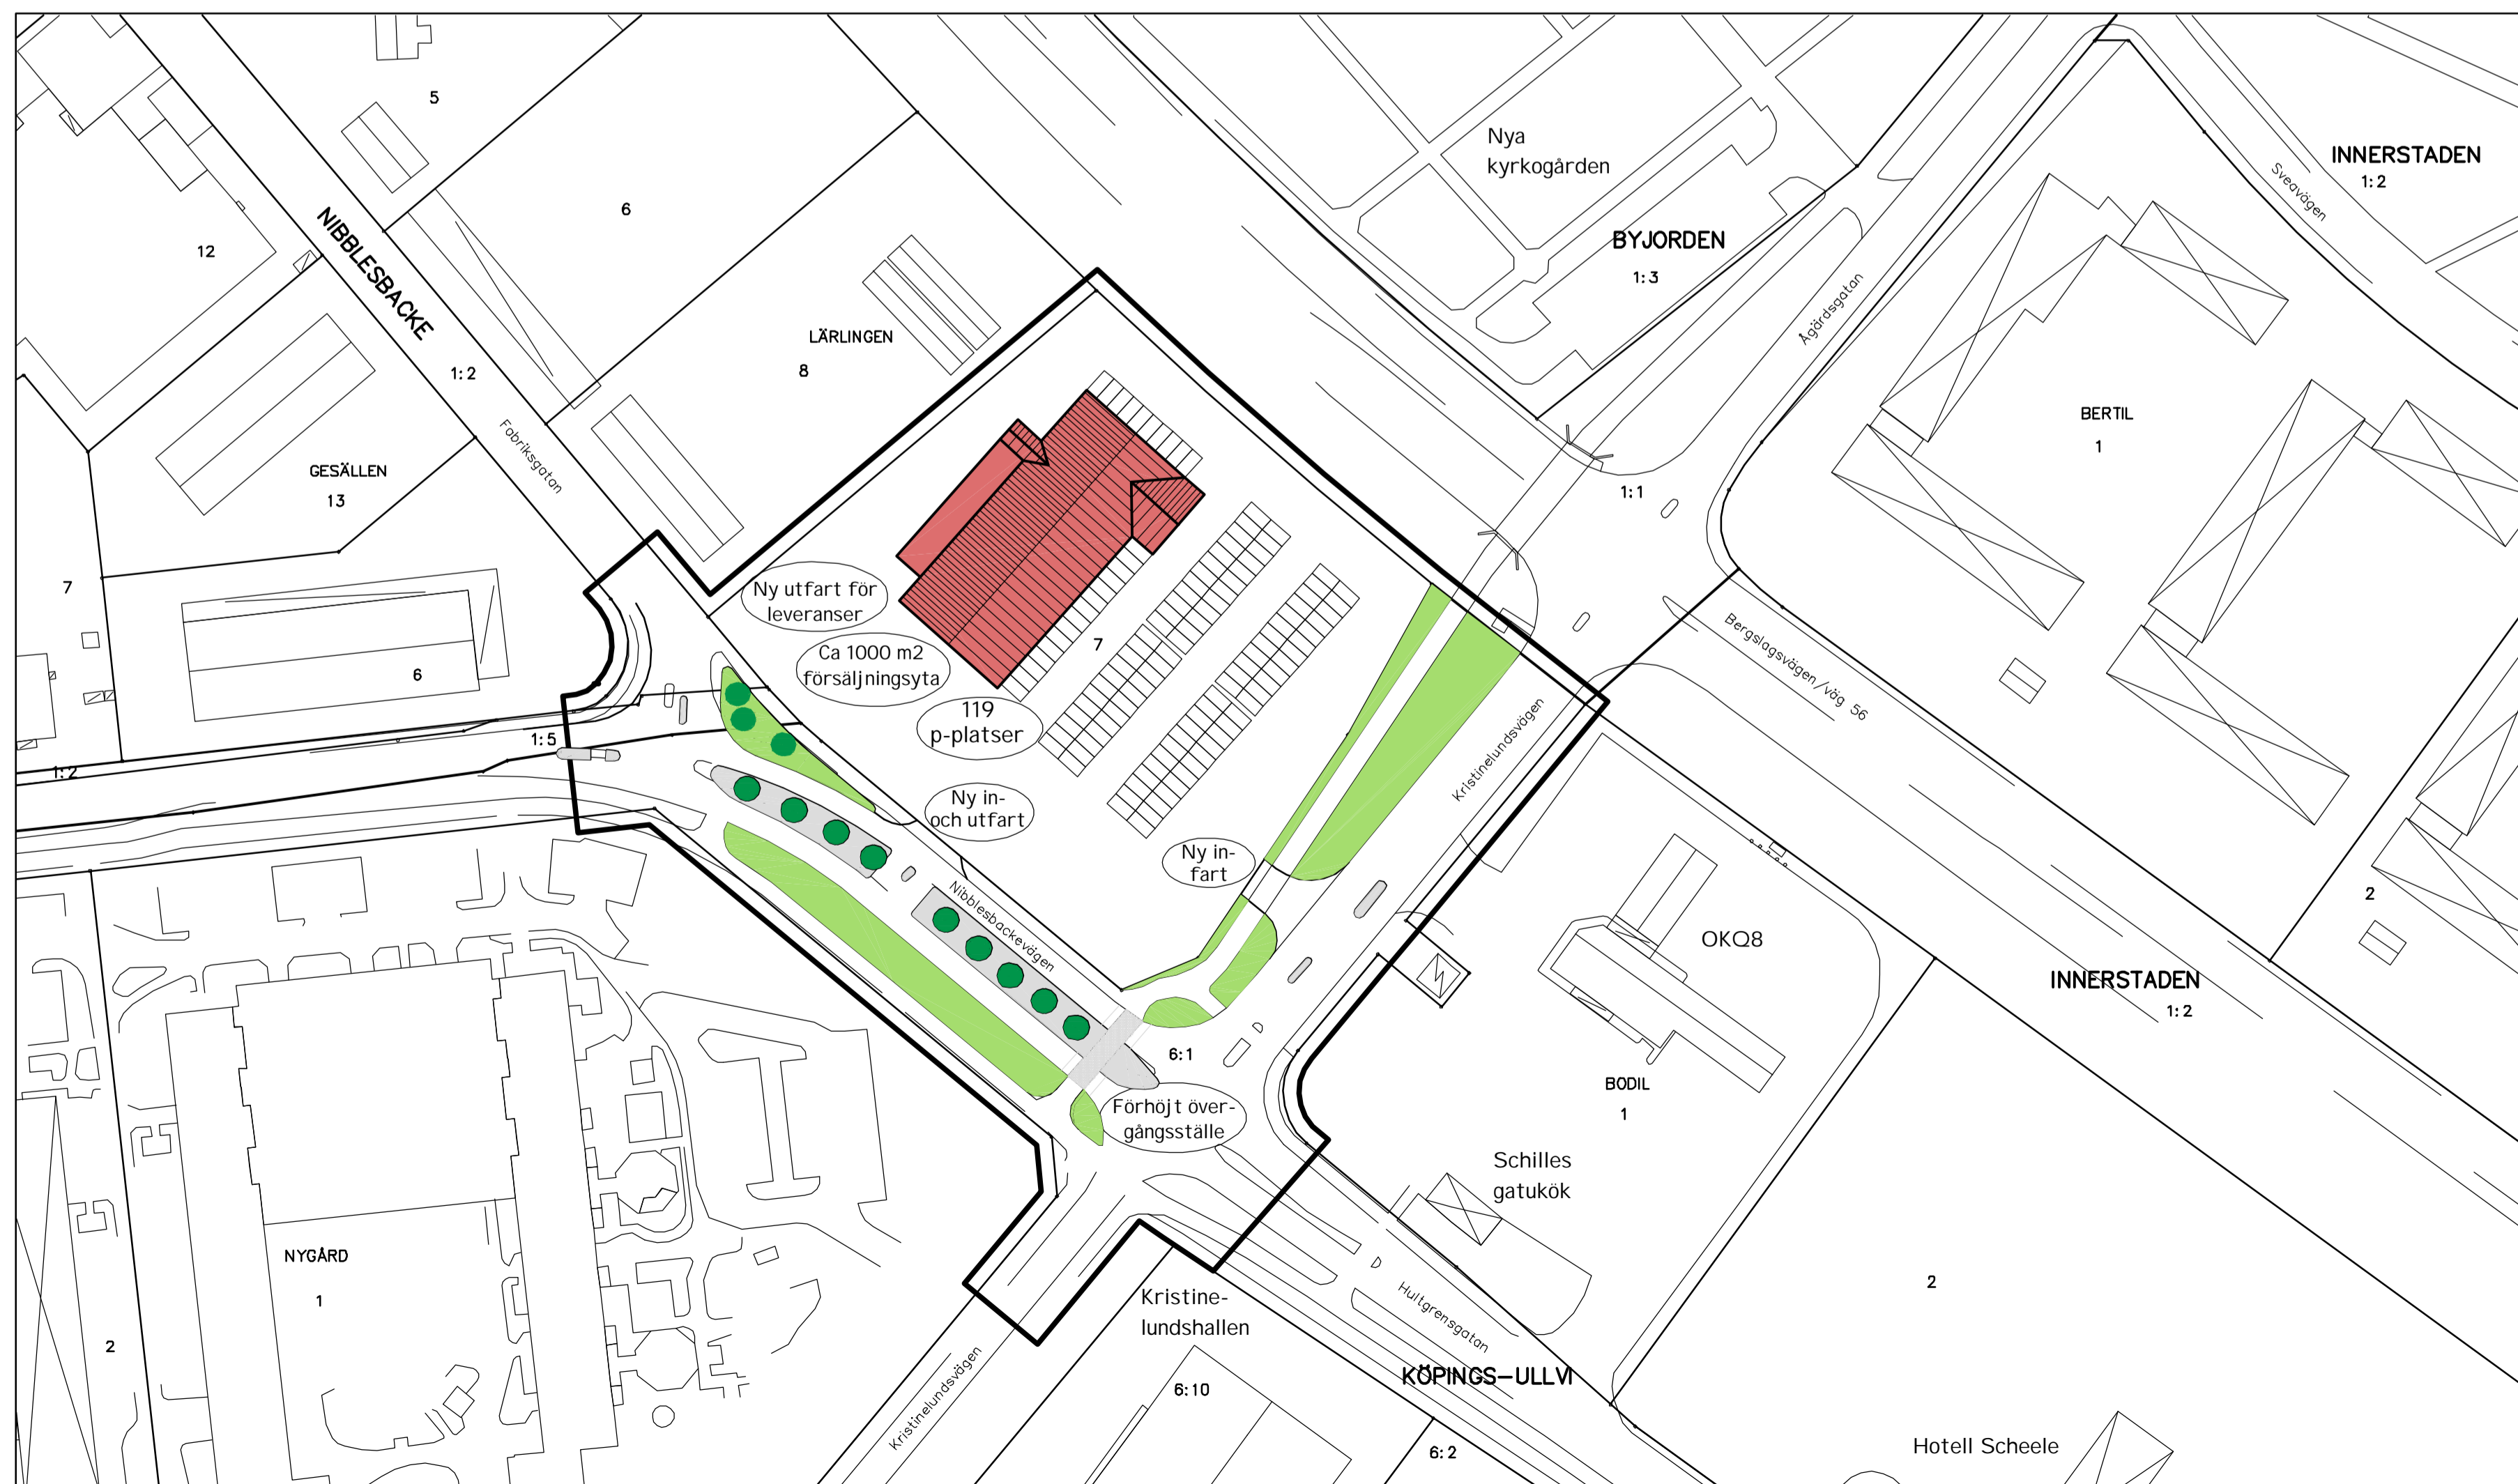 5
Nya
kyrkogården
INNERSTADEN
1:2
Sveavägen
6
NIBBLESBACKE
12
BYJORDEN
1:3
Ågärdsgatan
LÄRLINGEN
8
1:2
BERTIL
1
Fabriksgatan
GESÄLLEN
13
1:1
7
Ny utfart för
leveranser
Ca 1000 m2
försäljningsyta
7
6
119
p-platser
Bergslagsvägen/väg 56
Kristinelundsvägen
1:5
1:2
Ny in-
och utfart
Ny in-
fart
Nibblesbackevägen
2
OKQ8
INNERSTADEN
1:2
6:1
BODIL
1
Förhöjt över-
gångsställe
Schilles
gatukök
NYGÅRD
1
2
2
Kristine-
lundshallen
Hultgrensgatan
Kristinelundsvägen
KÖPINGS-ULLVI
6:10
6:2
Hotell Scheele